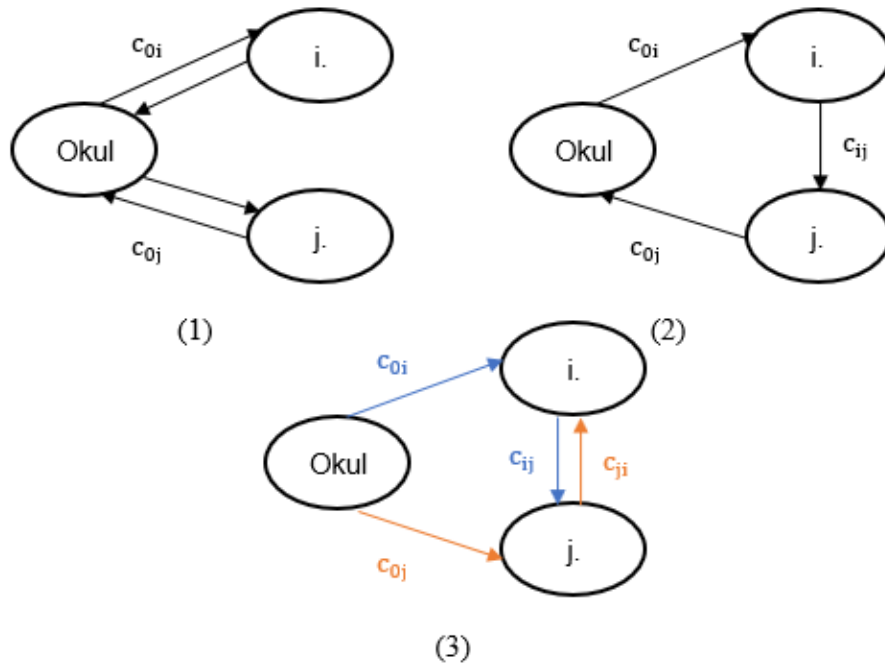 c0i
i.
Okul
c0j
j.
(1)
c0i
i.
Okul
cij
c0j
j.
(2)
c0i
i.
Okul
cij
cji
c0j
j.
(3)